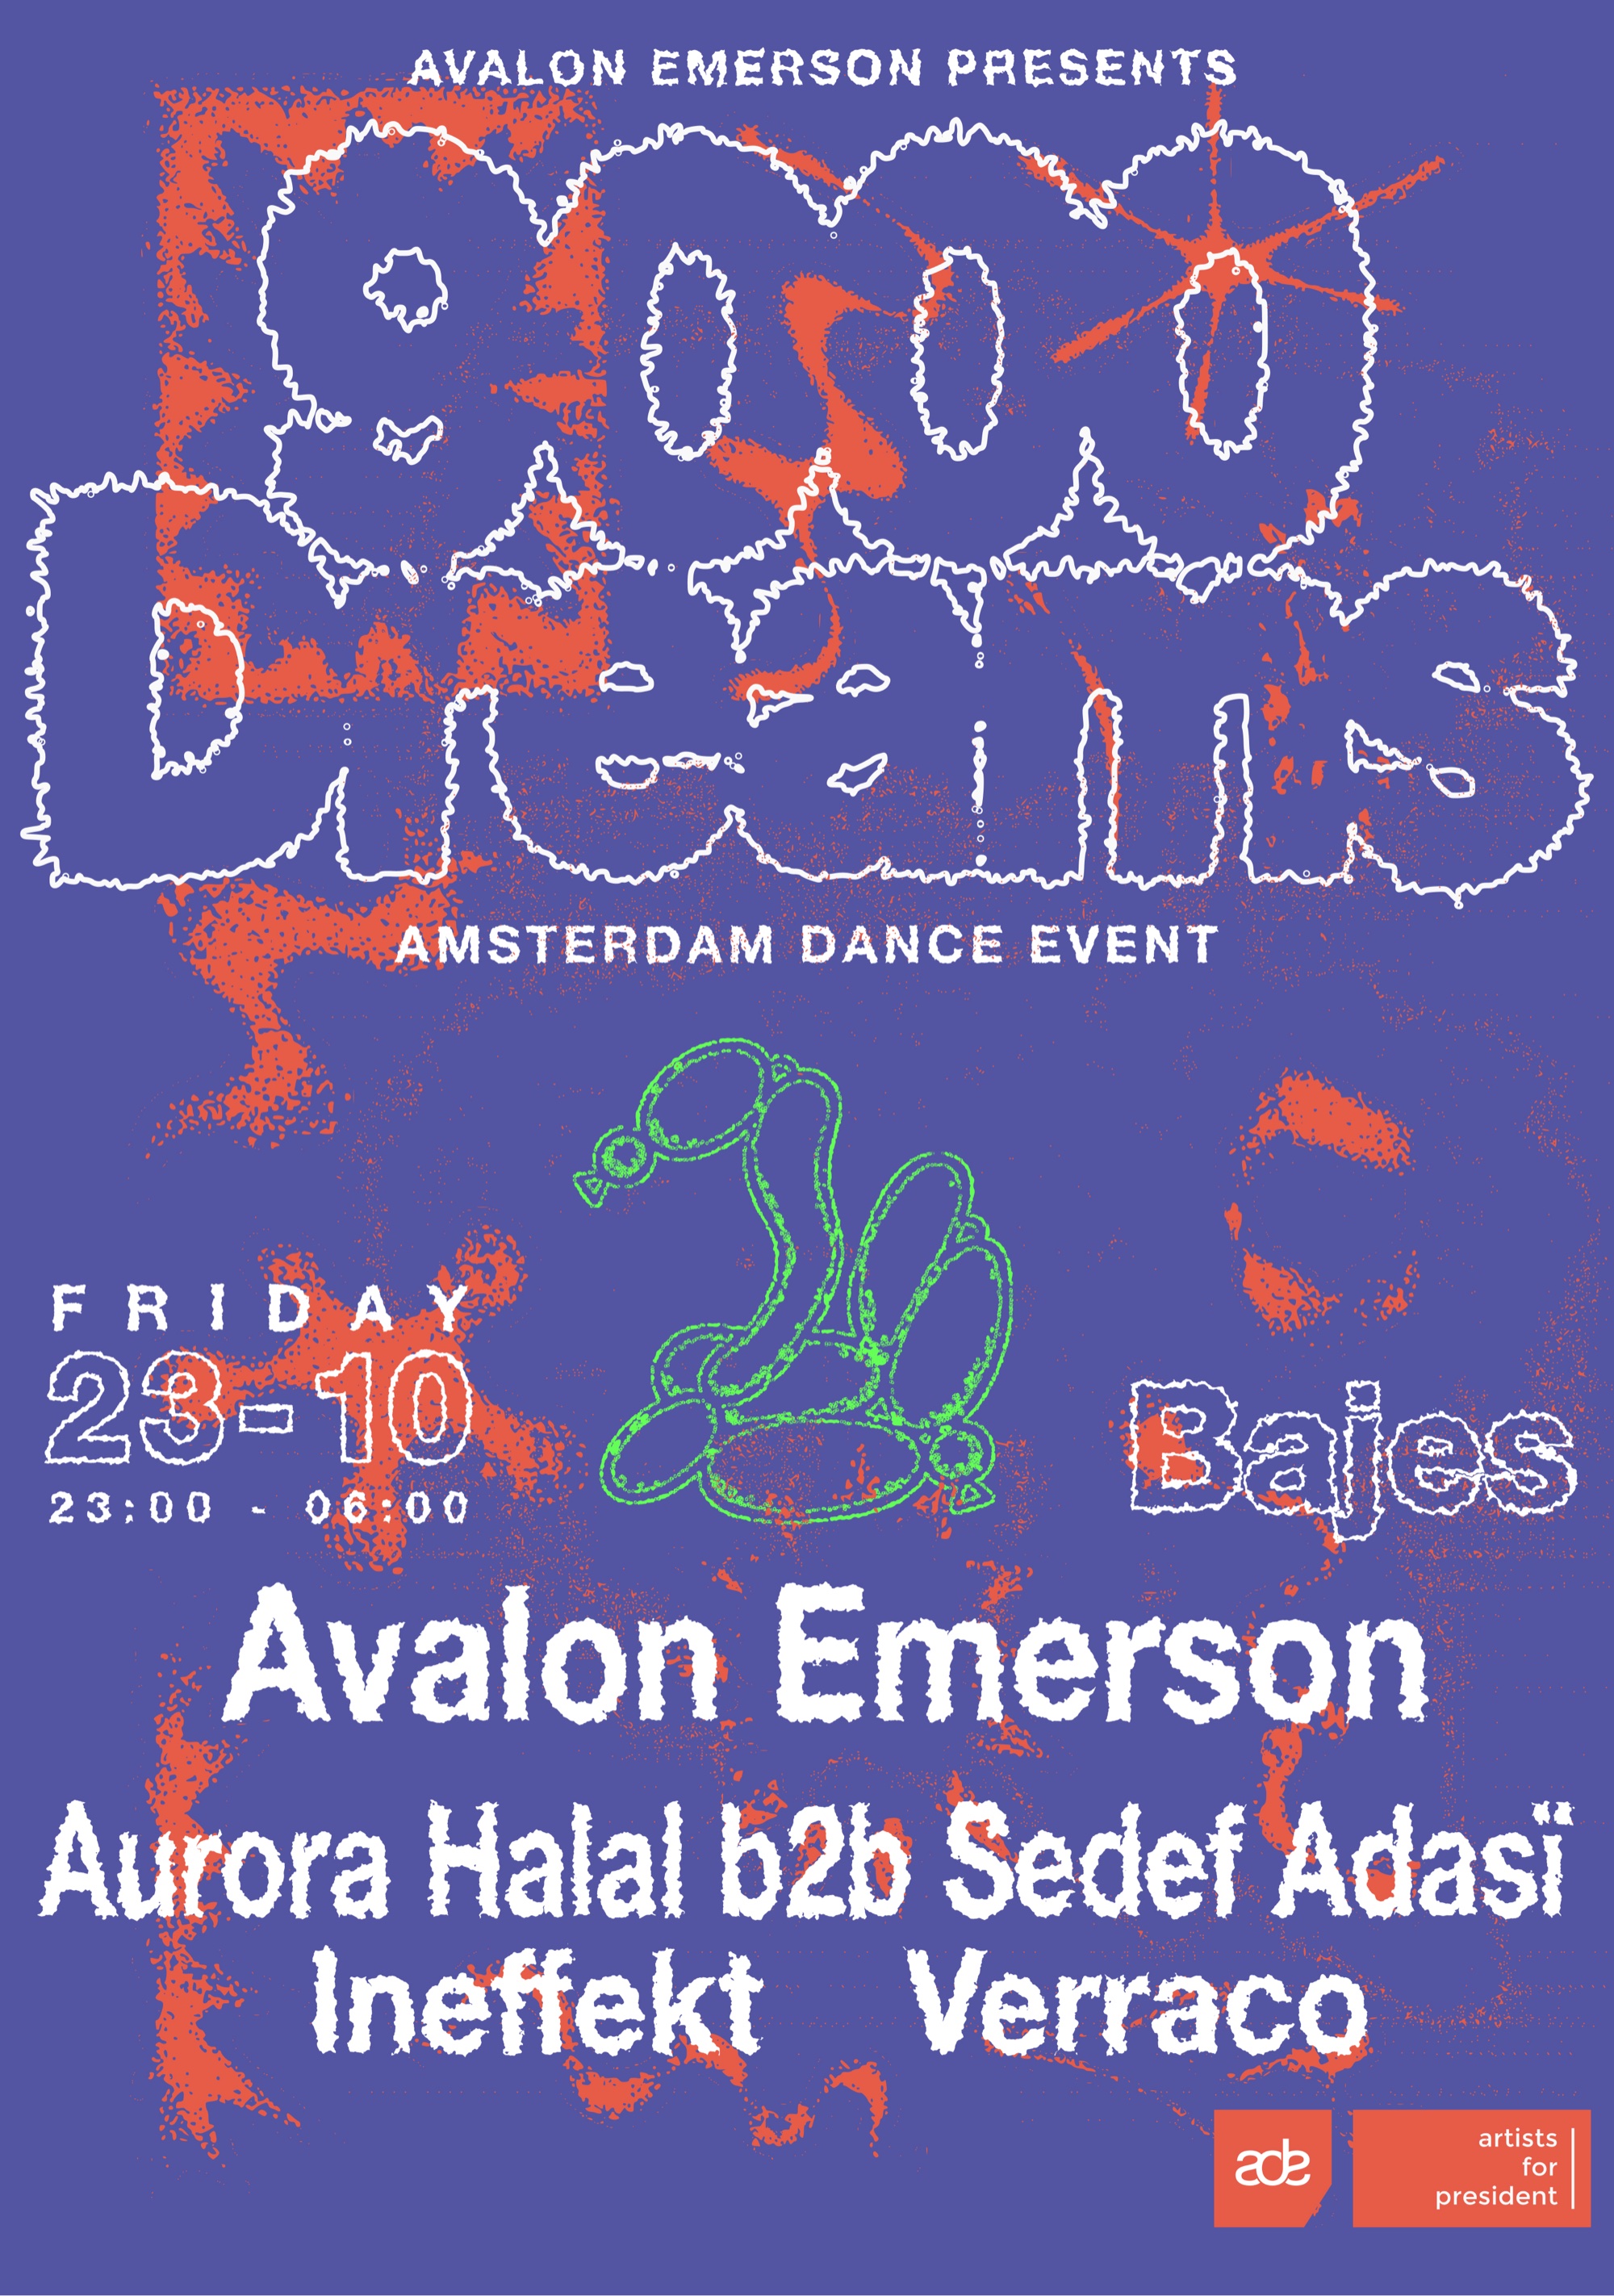 AVALON EMERSON PRESENTS
9000
Dreams
AMSTERDAM DANCE EVENT
FRIDAY
23-10
23:00 - 06:00
Bajes
Avalon Emerson
Aurora Halal b2b Sedef Adasï
Ineffekt Verraco
ade
artists
for
president